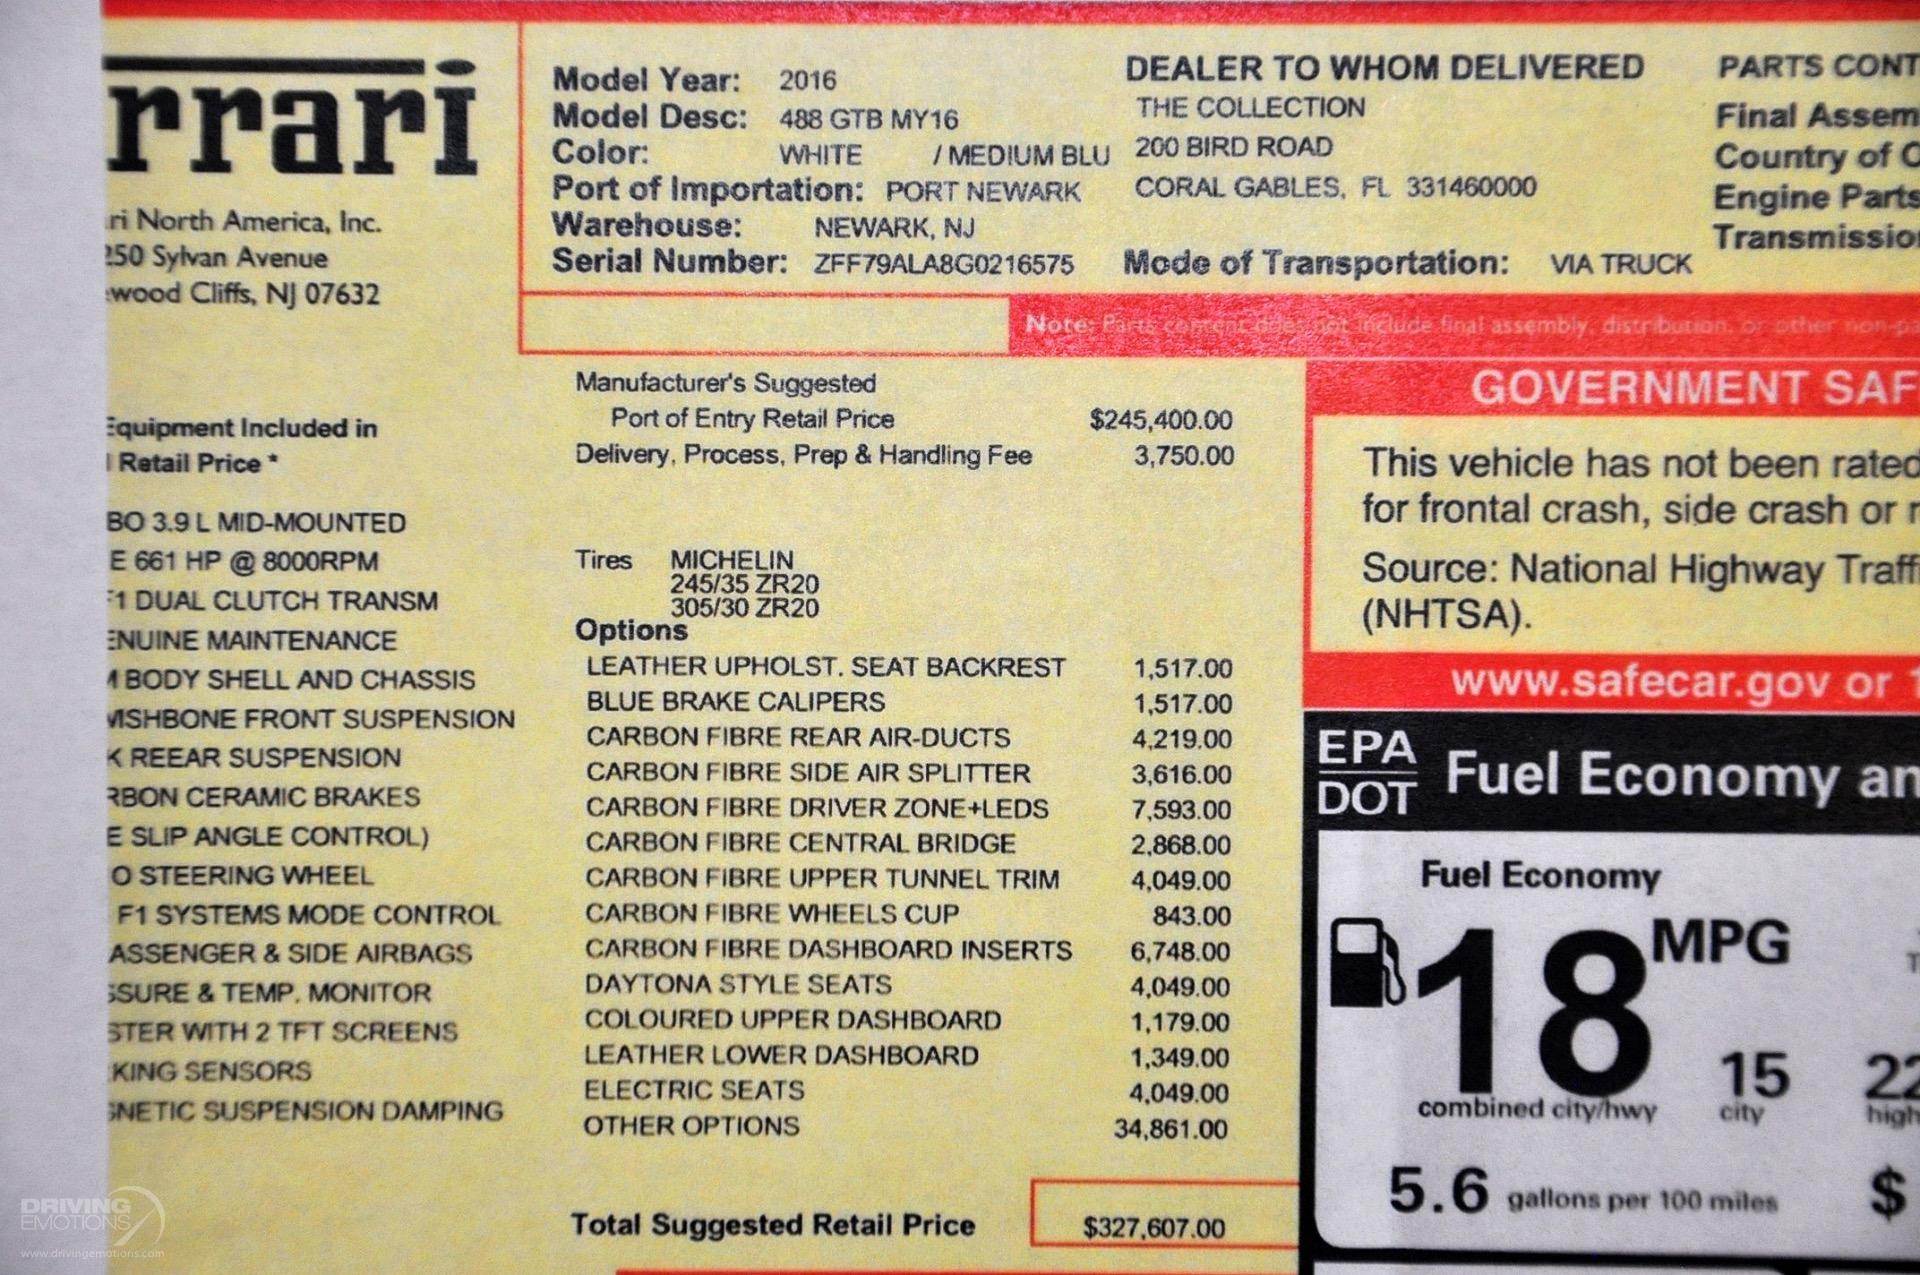 rrari
ri North America, Inc.
250 Sylvan Avenue
wood Cliffs, NJ 07632
Equipment Included in
l Retail Price *
BO 3.9 L MID-MOUNTED
E 661 HP @ 8000RPM
F1 DUAL CLUTCH TRANSM
ENUINE MAINTENANCE
M BODY SHELL AND CHASSIS
WISHBONE FRONT SUSPENSION
K REEAR SUSPENSION
RBON CERAMIC BRAKES
E SLIP ANGLE CONTROL)
O STEERING WHEEL
F1 SYSTEMS MODE CONTROL
ASSENGER & SIDE AIRBAGS
SSURE & TEMP. MONITOR
STER WITH 2 TFT SCREENS
KING SENSORS
GNETIC SUSPENSION DAMPING
Model Year: 2016
Model Desc: 488 GTB MY16
Color: WHITE / MEDIUM BLU
Port of Importation: PORT NEWARK
Warehouse: NEWARK, NJ
Serial Number: ZFF79ALA8G0216575
DEALER TO WHOM DELIVERED
THE COLLECTION
200 BIRD ROAD
CORAL GABLES, FL 331460000
Mode of Transportation: VIA TRUCK
PARTS CONT
Final Assem
Country of O
Engine Parts
Transmission
Note: Parts content does not include final assembly, distribution, or other non-pa
Manufacturer's Suggested
Port of Entry Retail Price $245,400.00
Delivery, Process, Prep & Handling Fee 3,750.00
Tires MICHELIN
245/35 ZR20
305/30 ZR20
Options
LEATHER UPHOLST. SEAT BACKREST 1,517.00
BLUE BRAKE CALIPERS 1,517.00
CARBON FIBRE REAR AIR-DUCTS 4,219.00
CARBON FIBRE SIDE AIR SPLITTER 3,616.00
CARBON FIBRE DRIVER ZONE+LEDS 7,593.00
CARBON FIBRE CENTRAL BRIDGE 2,868.00
CARBON FIBRE UPPER TUNNEL TRIM 4,049.00
CARBON FIBRE WHEELS CUP 843.00
CARBON FIBRE DASHBOARD INSERTS 6,748.00
DAYTONA STYLE SEATS 4,049.00
COLOURED UPPER DASHBOARD 1,179.00
LEATHER LOWER DASHBOARD 1,349.00
ELECTRIC SEATS 4,049.00
OTHER OPTIONS 34,861.00
Total Suggested Retail Price $327,607.00
GOVERNMENT SAF
This vehicle has not been rated
for frontal crash, side crash or r
Source: National Highway Traffi
(NHTSA).
www.safecar.gov or 1
EPA
DOT
Fuel Economy an
Fuel Economy
18 MPG
combined city/hwy
15
city
22
high
5.6 gallons per 100 miles
$
DRIVING
EMOTIONS
www.drivingemotions.com